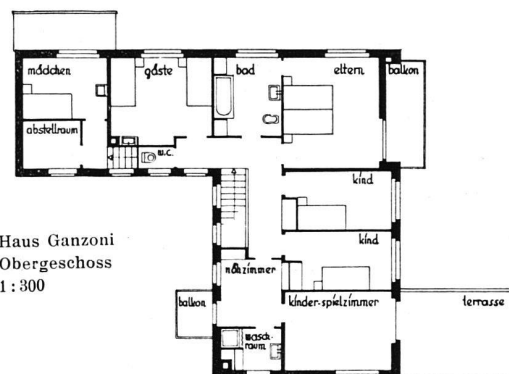 mädchen
gäste
bad
eltern
balkon
abstellraum
w.c.
kind
Haus Ganzoni
Obergeschoss
1:300
kind
nähzimmer
balkon
kinder-spielzimmer
terrasse
wasch-
raum